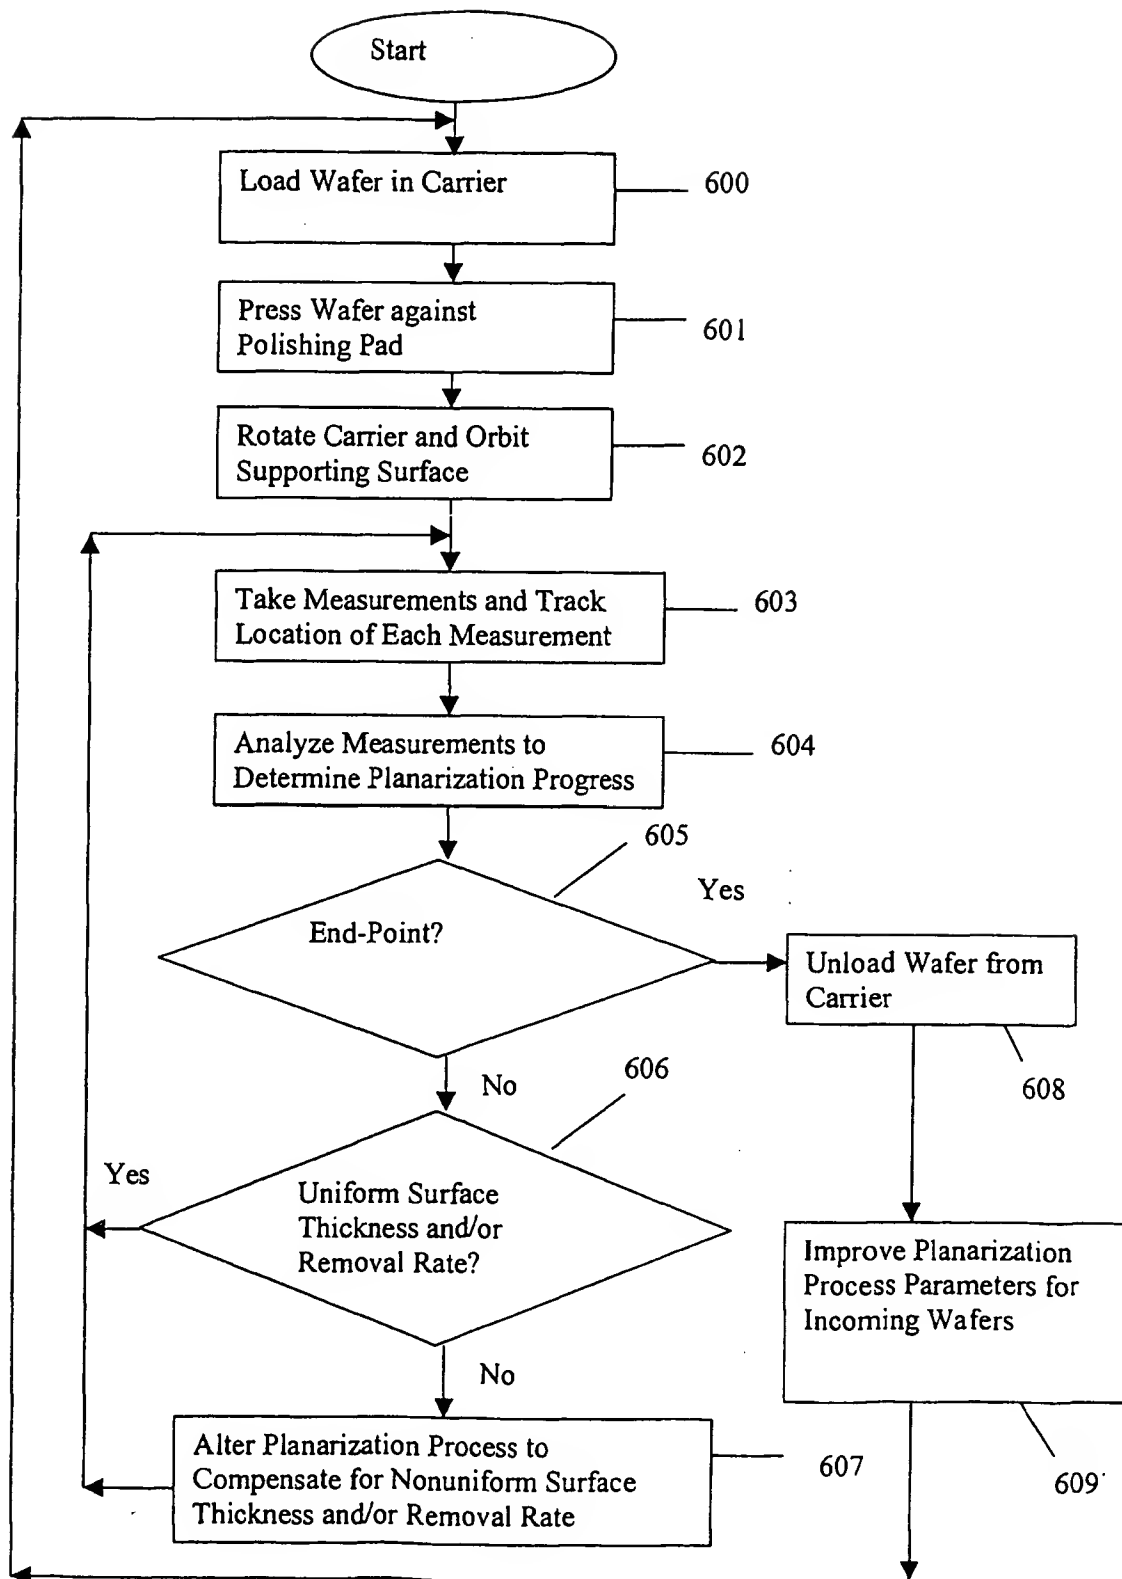 Start
Load Wafer in Carrier
600
Press Wafer against
Polishing Pad
601
Rotate Carrier and Orbit
Supporting Surface
602
Take Measurements and Track
Location of Each Measurement
603
Analyze Measurements to
Determine Planarization Progress
604
605
Yes
End-Point?
Unload Wafer from
Carrier
608
No
606
Yes
Uniform Surface
Thickness and/or
Removal Rate?
Improve Planarization
Process Parameters for
Incoming Wafers
609
No
Alter Planarization Process to
Compensate for Nonuniform Surface
Thickness and/or Removal Rate
607